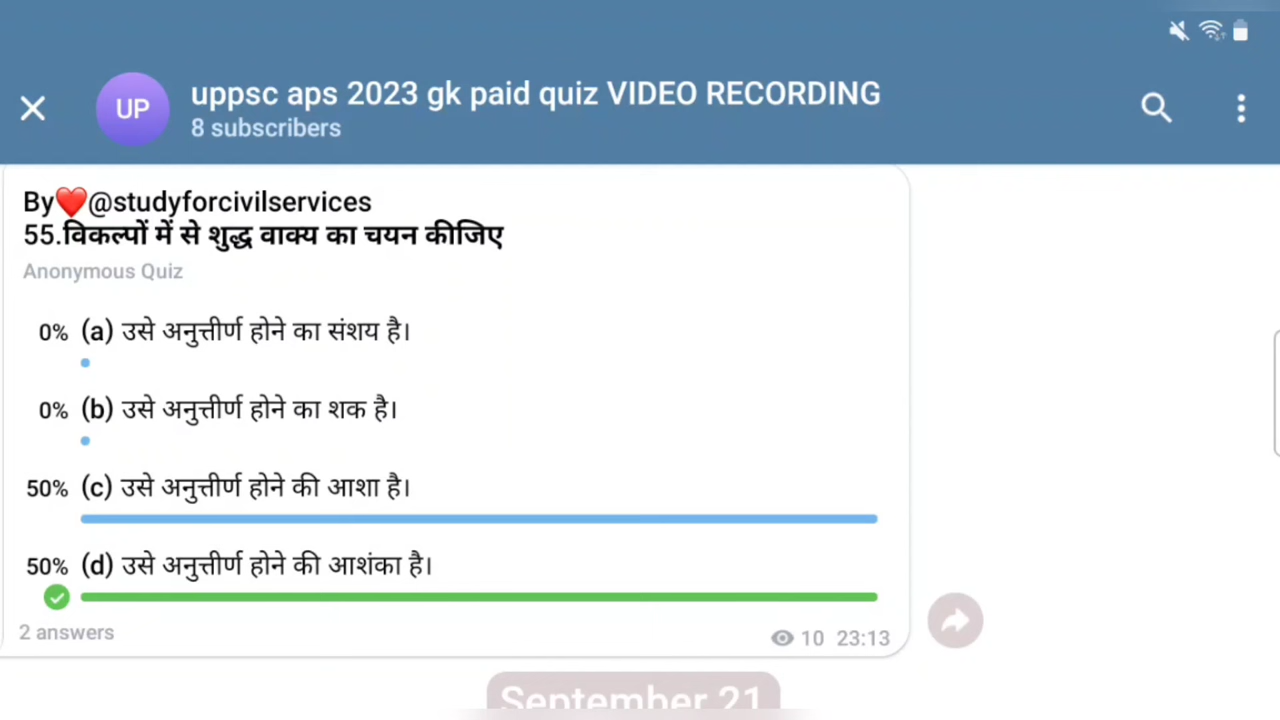 uppsc aps 2023 gk paid quiz VIDEO RECORDING
UP
8 subscribers
By❤️@studyforcivilservices
55.विकल्पों में से शुद्ध वाक्य का चयन कीजिए
Anonymous Quiz
0% (a) उसे अनुत्तीर्ण होने का संशय है।
0% (b) उसे अनुत्तीर्ण होने का शक है।
50% (c) उसे अनुत्तीर्ण होने की आशा है।
50% (d) उसे अनुत्तीर्ण होने की आशंका है।
2 answers
10 23:13
September 21